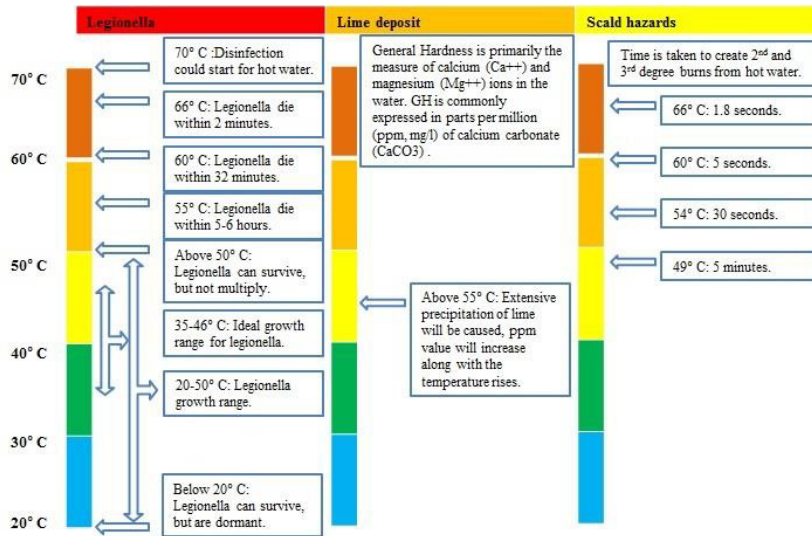 Legionella
Lime deposit
Scald hazards
70° C
60° C
50° C
40° C
30° C
20° C
70° C :Disinfection
could start for hot water.
66° C: Legionella die
within 2 minutes.
60° C: Legionella die
within 32 minutes.
55° C: Legionella die
within 5-6 hours.
Above 50° C:
Legionella can survive,
but not multiply.
35-46° C: Ideal growth
range for legionella.
20-50° C: Legionella
growth range.
Below 20° C:
Legionella can survive,
but are dormant.
General Hardness is primarily the
measure of calcium (Ca++) and
magnesium (Mg++) ions in the
water. GH is commonly
expressed in parts per million
(ppm, mg/l) of calcium carbonate
(CaCO3) .
Above 55° C: Extensive
precipitation of lime
will be caused, ppm
value will increase
along with the
temperature rises.
Time is taken to create 2nd and
3rd degree burns from hot water.
66° C: 1.8 seconds.
60° C: 5 seconds.
54° C: 30 seconds.
49° C: 5 minutes.